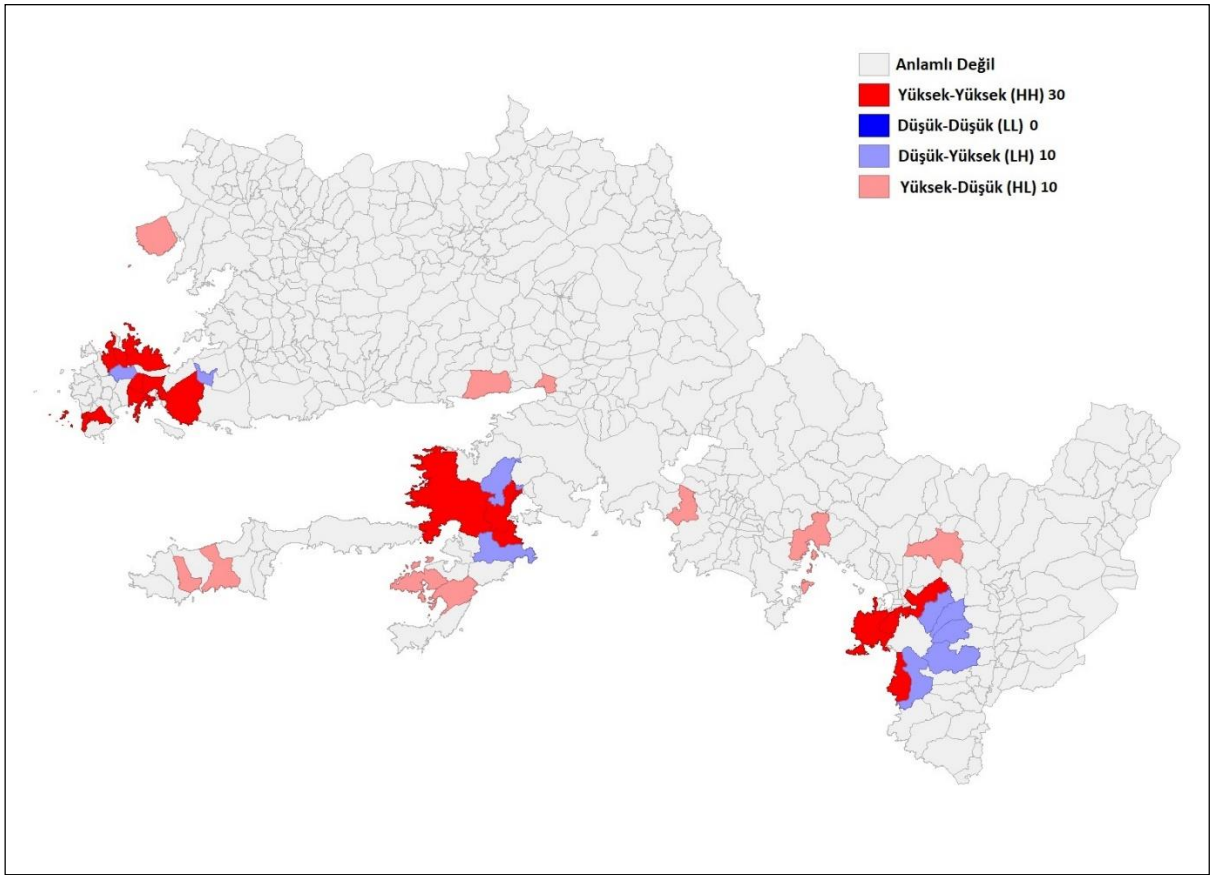 Anlamlı Değil
Yüksek-Yüksek (HH) 30
Düşük-Düşük (LL) 0
Düşük-Yüksek (LH) 10
Yüksek-Düşük (HL) 10